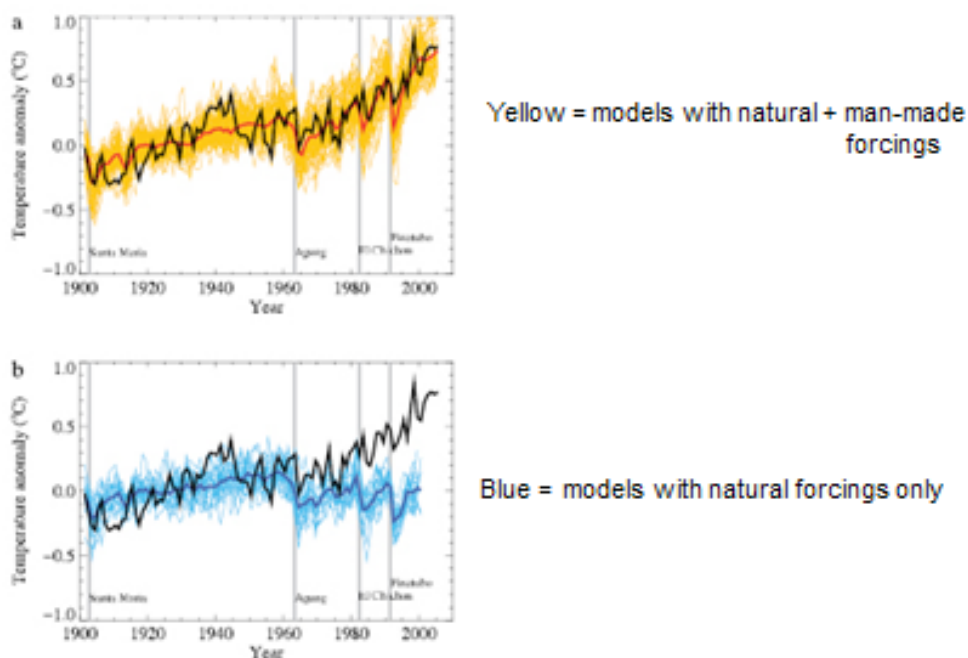 a
1.0
0.5
0.0
−0.5
−1.0
Temperature anomaly (°C)
Santa Maria
Agung
El Chichon
Pinatubo
1900 1920 1940 1960 1980 2000
Year
Yellow = models with natural + man-made
forcings
b
1.0
0.5
0.0
−0.5
−1.0
Temperature anomaly (°C)
Santa Maria
Agung
El Chichon
Pinatubo
1900 1920 1940 1960 1980 2000
Year
Blue = models with natural forcings only